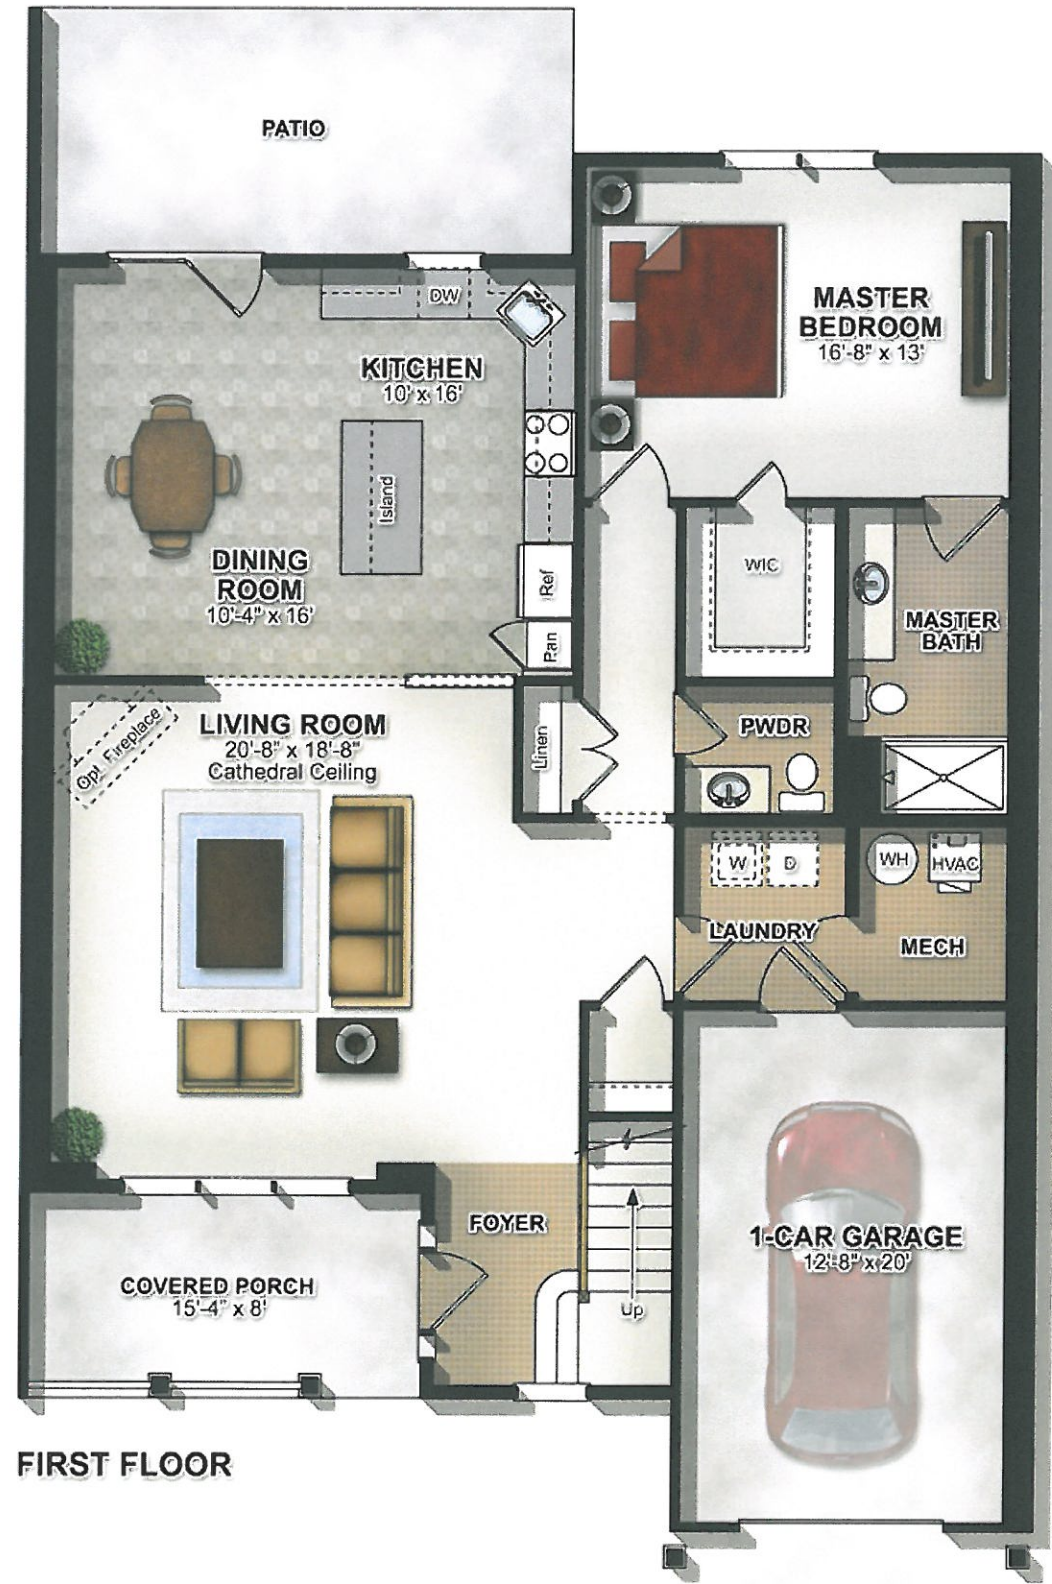 PATIO
DW
KITCHEN
10' x 16'
MASTER
BEDROOM
16'-8" x 13'
Island
DINING
ROOM
10'-4" x 16'
Ref
Pan
WIC
MASTER
BATH
Opt. Fireplace
LIVING ROOM
20'-8" x 18'-8"
Cathedral Ceiling
Linen
PWDR
W
D
WH
HVAC
LAUNDRY
MECH
FOYER
Up
COVERED PORCH
15'-4" x 8'
1-CAR GARAGE
12'-8" x 20'
FIRST FLOOR